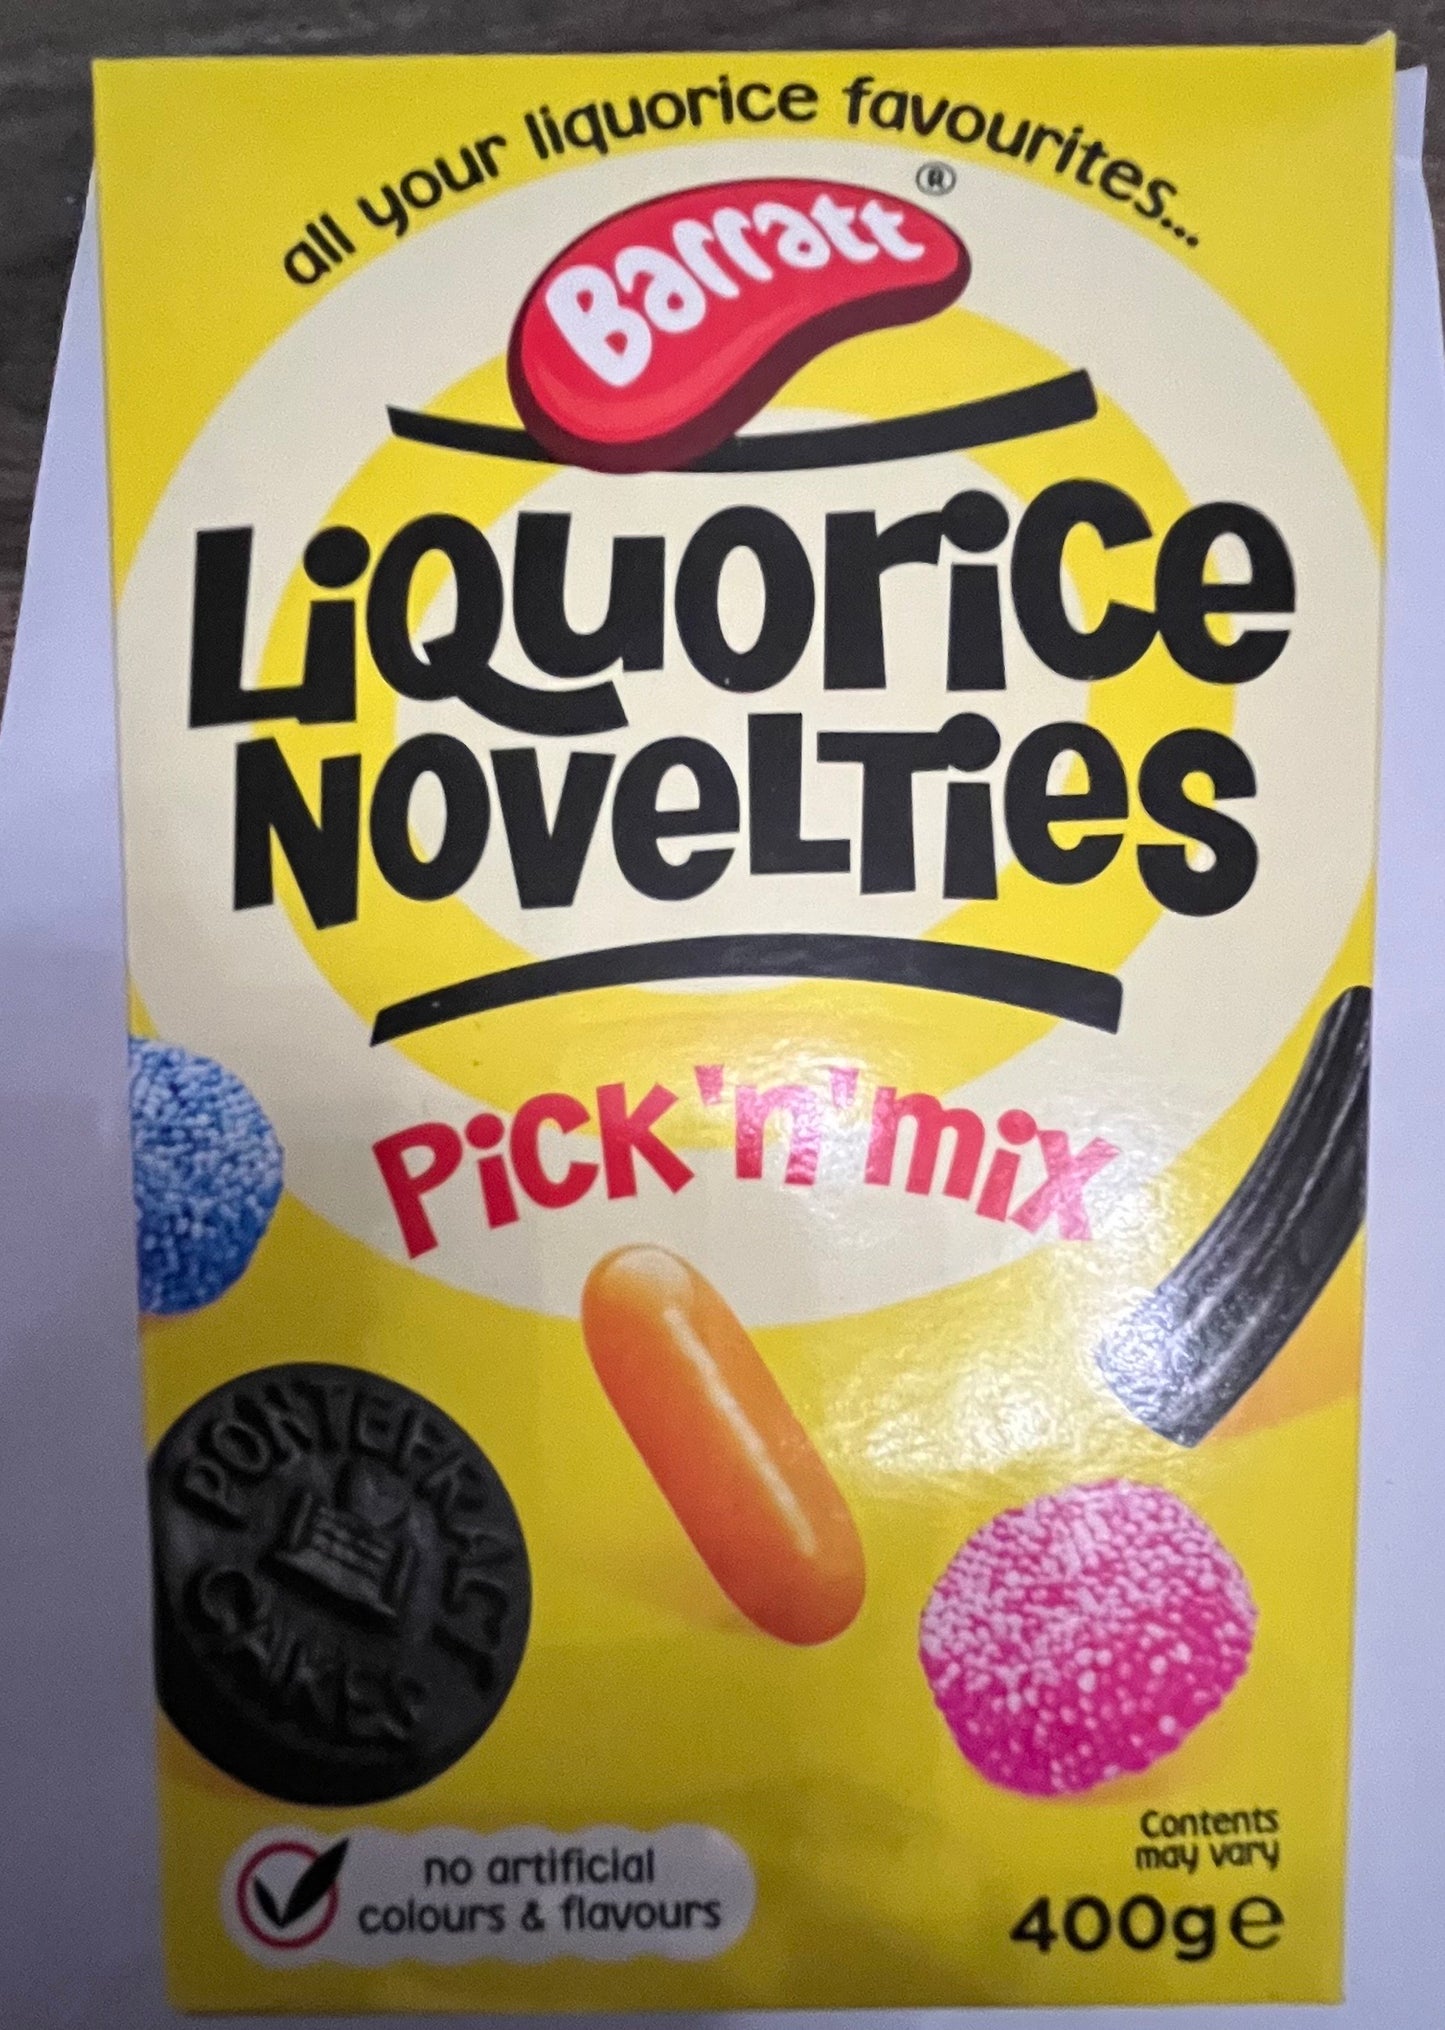 all your liquorice favourites...
Barratt®
LiQuoriCe
NOveLTies
PiCK'n'mix
PONTEFRACT
CAKES
no artificial
colours & flavours
Contents
may vary
400g e